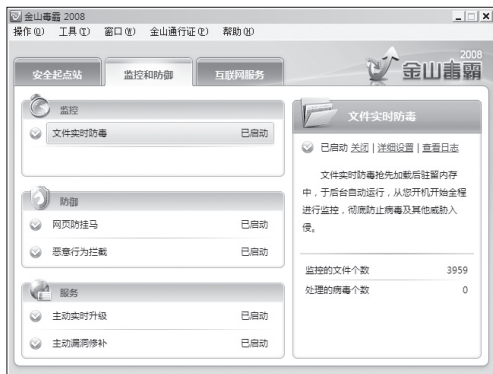 金山毒霸 2008
操作(Q) 工具(T) 窗口(W) 金山通行证(P) 帮助(H)
安全起点站 监控和防御 互联网服务
2008
金山毒霸
监控
文件实时防毒 已启动
防御
网页防挂马 已启动
恶意行为拦截 已启动
服务
主动实时升级 已启动
主动漏洞修补 已启动
文件实时防毒
已启动 关闭 | 详细设置 | 查看日志
文件实时防毒抢先加载后驻留内存
中，于后台自动运行，从您开机开始全程
进行监控，彻底防止病毒及其他威胁入
侵。
监控的文件个数 3959
处理的病毒个数 0